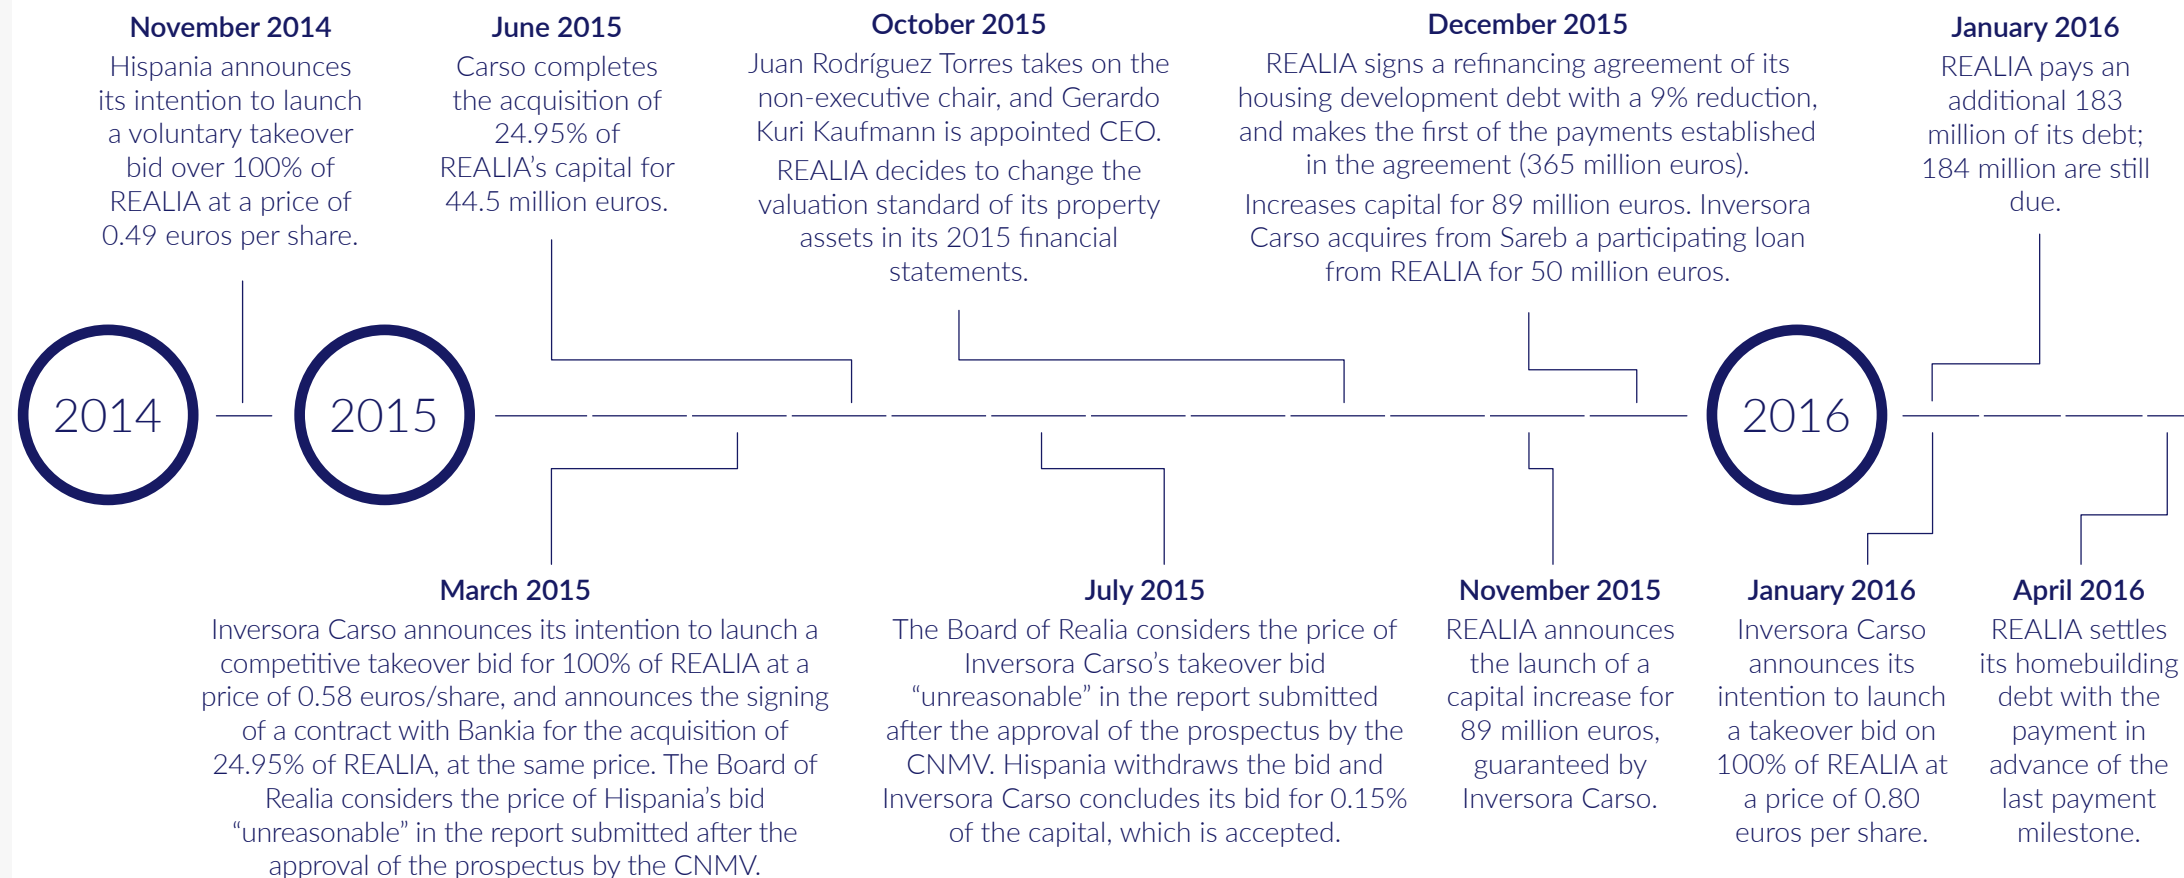 November 2014
Hispania announces
its intention to launch
a voluntary takeover
bid over 100% of
REALIA at a price of
0.49 euros per share.
June 2015
Carso completes
the acquisition of
24.95% of
REALIA’s capital for
44.5 million euros.
October 2015
Juan Rodríguez Torres takes on the
non-executive chair, and Gerardo
Kuri Kaufmann is appointed CEO.
REALIA decides to change the
valuation standard of its property
assets in its 2015 financial
statements.
December 2015
REALIA signs a refinancing agreement of its
housing development debt with a 9% reduction,
and makes the first of the payments established
in the agreement (365 million euros).
Increases capital for 89 million euros. Inversora
Carso acquires from Sareb a participating loan
from REALIA for 50 million euros.
January 2016
REALIA pays an
additional 183
million of its debt;
184 million are still
due.
2014
2015
2016
March 2015
Inversora Carso announces its intention to launch a
competitive takeover bid for 100% of REALIA at a
price of 0.58 euros/share, and announces the signing
of a contract with Bankia for the acquisition of
24.95% of REALIA, at the same price. The Board of
Realia considers the price of Hispania’s bid
“unreasonable” in the report submitted after the
approval of the prospectus by the CNMV.
July 2015
The Board of Realia considers the price of
Inversora Carso’s takeover bid
“unreasonable” in the report submitted
after the approval of the prospectus by the
CNMV. Hispania withdraws the bid and
Inversora Carso concludes its bid for 0.15%
of the capital, which is accepted.
November 2015
REALIA announces
the launch of a
capital increase for
89 million euros,
guaranteed by
Inversora Carso.
January 2016
Inversora Carso
announces its
intention to launch
a takeover bid on
100% of REALIA at
a price of 0.80
euros per share.
April 2016
REALIA settles
its homebuilding
debt with the
payment in
advance of the
last payment
milestone.